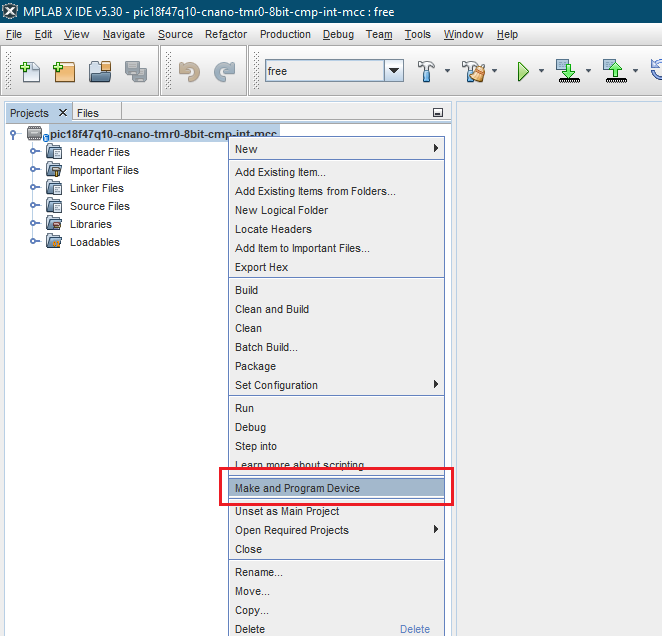 MPLAB X IDE v5.30 - pic18f47q10-cnano-tmr0-8bit-cmp-int-mcc : free
File Edit View Navigate Source Refactor Production Debug Team Tools Window Help
free
Projects Files
pic18f47q10-cnano-tmr0-8bit-cmp-int-mcc
Header Files
Important Files
Linker Files
Source Files
Libraries
Loadables
New
Add Existing Item...
Add Existing Items from Folders...
New Logical Folder
Locate Headers
Add Item to Important Files...
Export Hex
Build
Clean and Build
Clean
Batch Build...
Package
Set Configuration
Run
Debug
Step into
Learn more about scripting
Make and Program Device
Unset as Main Project
Open Required Projects
Close
Rename...
Move...
Copy...
Delete Delete